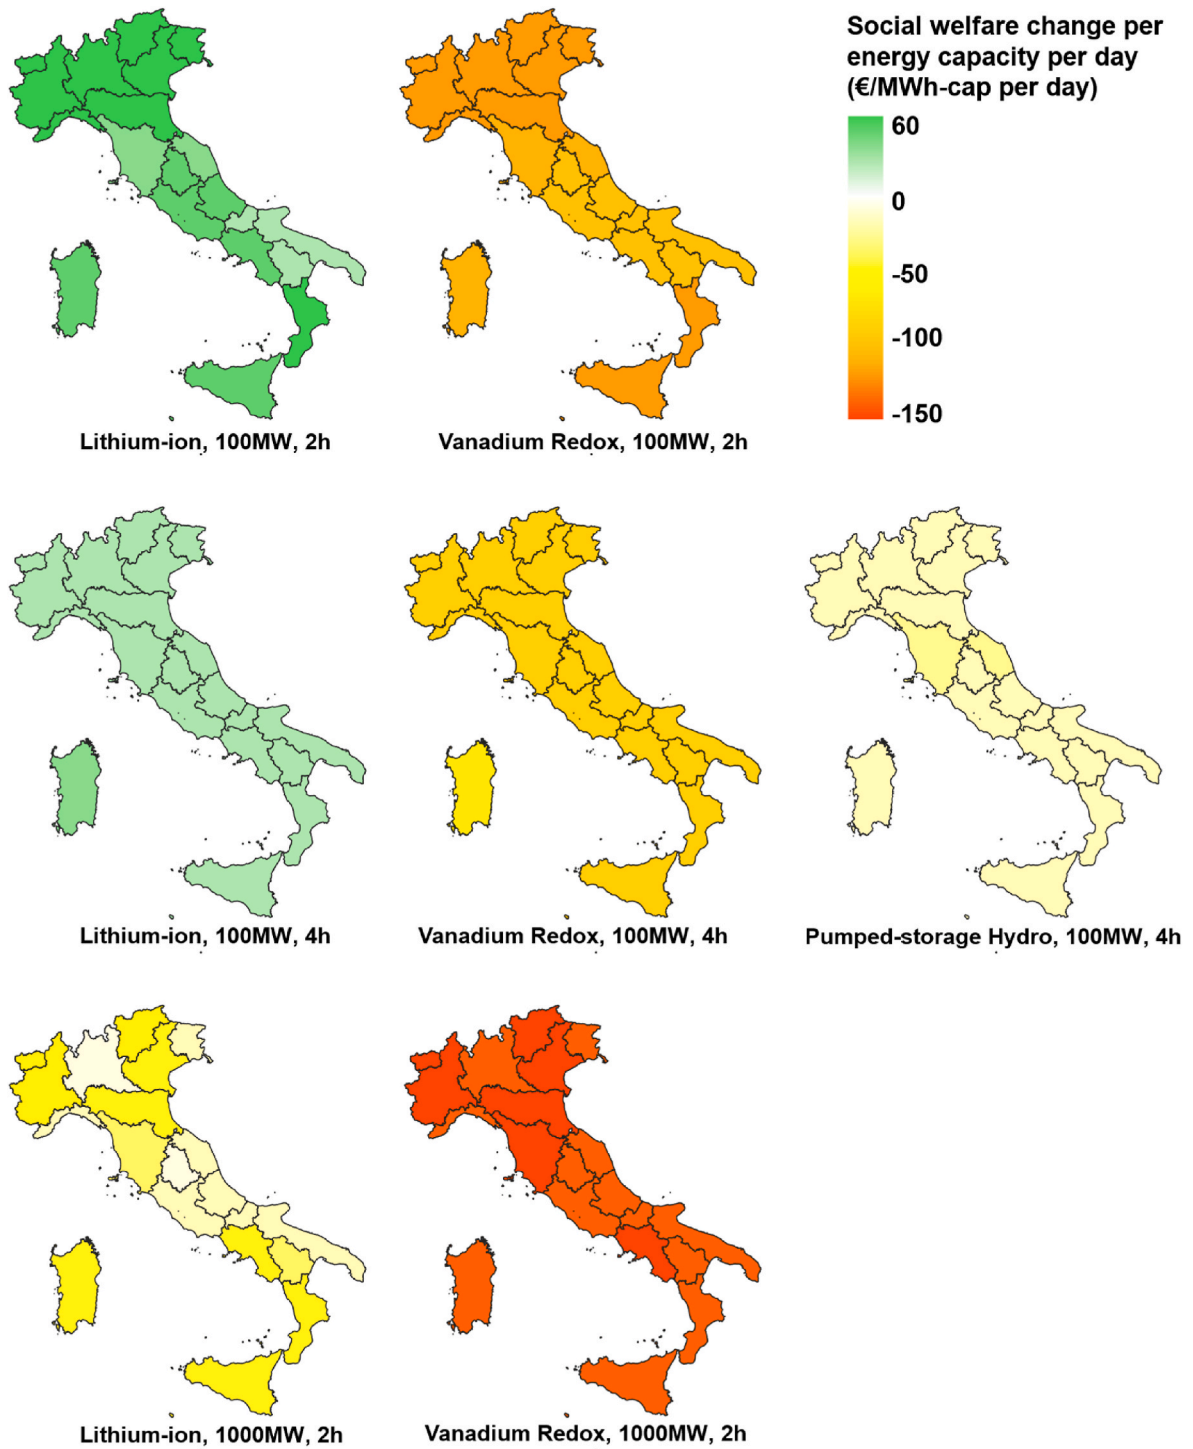 Social welfare change per
energy capacity per day
(€/MWh-cap per day)
60
0
-50
-100
-150
Lithium-ion, 100MW, 2h
Vanadium Redox, 100MW, 2h
Lithium-ion, 100MW, 4h
Vanadium Redox, 100MW, 4h
Pumped-storage Hydro, 100MW, 4h
Lithium-ion, 1000MW, 2h
Vanadium Redox, 1000MW, 2h